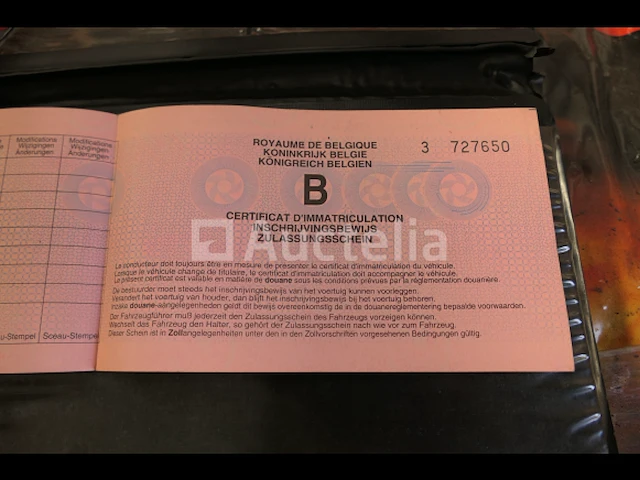 Modifications
Wijzigingen
Änderungen
Modifications
Wijzigingen
Änderungen
au-Stempel
Sceau-Stempel
ROYAUME DE BELGIQUE
KONINKRIJK BELGIE
KÖNIGREICH BELGIEN
3 727650
B
CERTIFICAT D'IMMATRICULATION
INSCHRIJVINGSBEWIJS
ZULASSUNGSSCHEIN
Auctelia
Le conducteur doit toujours être en mesure de présenter le certificat d'immatriculation du véhicule.
Lorsque le véhicule change de titulaire, le certificat d'immatriculation doit accompagner le véhicule.
Le présent certificat est valable en matière de douane sous les conditions prévues par la réglementation douanière.
De bestuurder moet steeds het inschrijvingsbewijs van het voertuig kunnen voorleggen.
Verandert het voertuig van houder, dan blijft het inschrijvingsbewijs bij het voertuig behoren.
Inzake douane-aangelegenheden geldt dit bewijs overeenkomstig de in de douanereglementering bepaalde voorwaarden.
Der Fahrzeugführer muß jederzeit den Zulassungsschein des Fahrzeugs vorzeigen können.
Wechselt das Fahrzeug den Halter, so gehört der Zulassungsschein nach wie vor zum Fahrzeug.
Dieser Schein ist in Zollangelegenheiten unter den in den Zollvorschriften vorgesehenen Bedingungen gültig.